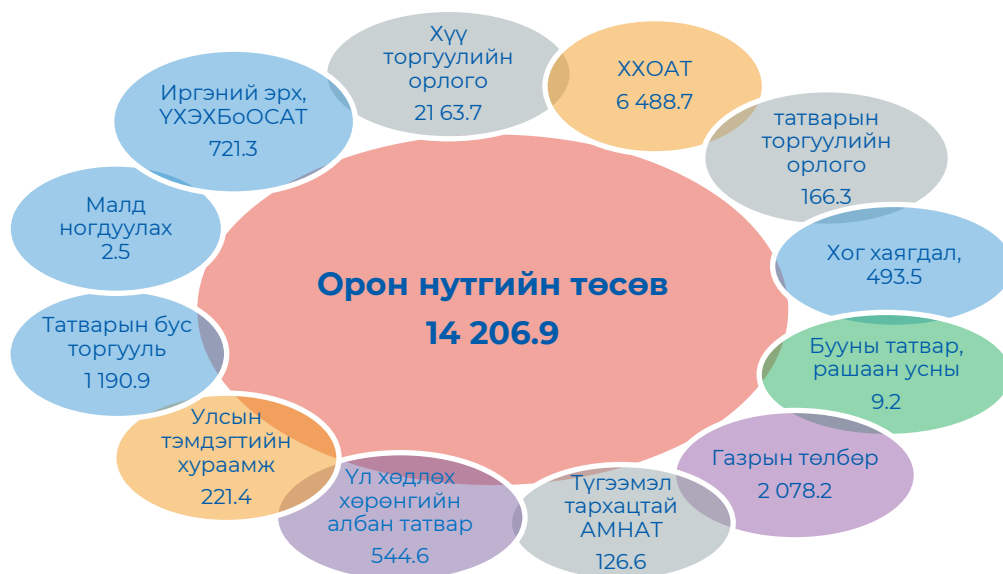 Хүү
торгуулийн
орлого
21 63.7
ХХОАТ
6 488.7
татварын
торгуулийн
орлого
166.3
Хог хаягдал,
493.5
Бууны татвар,
рашаан усны
9.2
Газрын төлбөр
2 078.2
Түгээмэл
тархацтай
АМНАТ
126.6
Үл хөдлөх
хөрөнгийн
албан татвар
544.6
Улсын
тэмдэгтийн
хураамж
221.4
Татварын бус
торгууль
1 190.9
Малд
ногдуулах
2.5
Иргэний эрх,
ҮХЭХБоОСАТ
721.3
Орон нутгийн төсөв
14 206.9